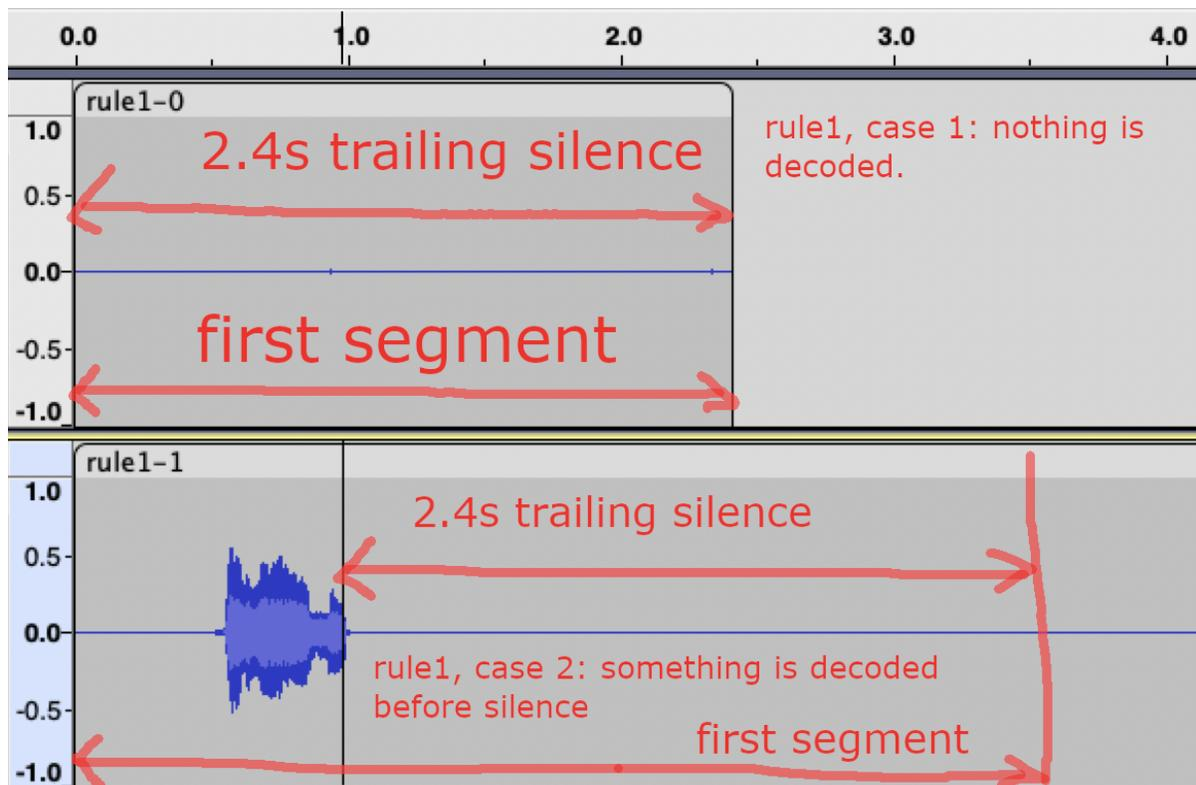 0.0 1.0 2.0 3.0 4.0
rule1-0
1.0
0.5
0.0
-0.5
-1.0
2.4s trailing silence
first segment
rule1, case 1: nothing is
decoded.
rule1-1
1.0
0.5
0.0
-0.5
-1.0
2.4s trailing silence
rule1, case 2: something is decoded
before silence
first segment